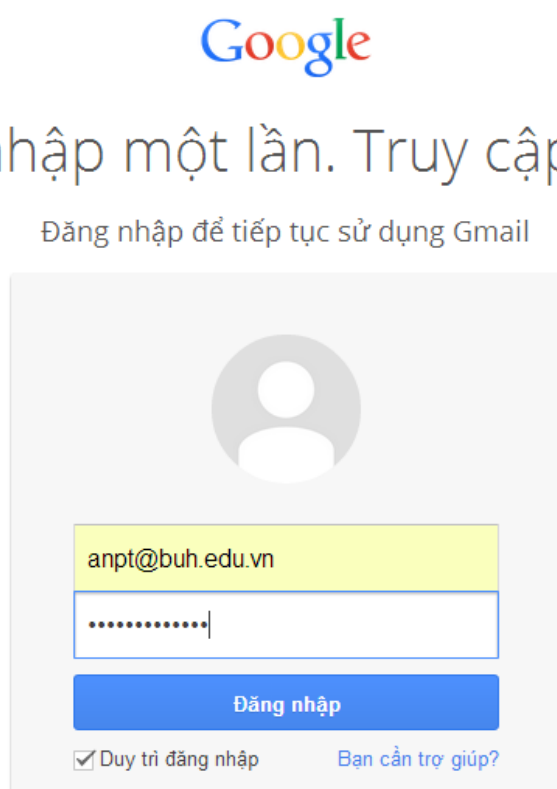 Google
nhập một lần. Truy cập
Đăng nhập để tiếp tục sử dụng Gmail
anpt@buh.edu.vn
•••••••••••••
Đăng nhập
Duy trì đăng nhập
Bạn cần trợ giúp?